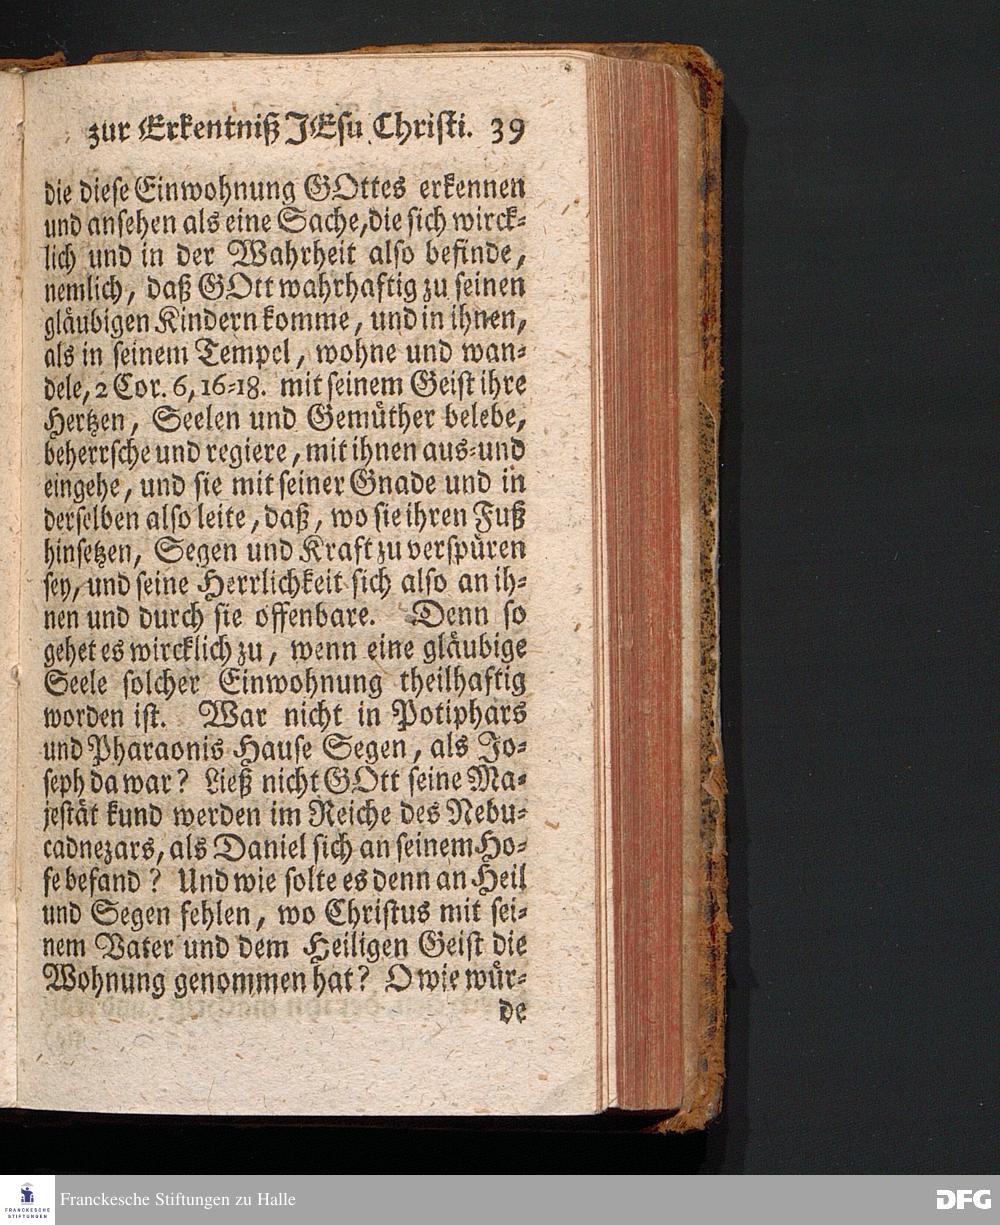 zur Erkentniß JEsu Christi. 39
die diese Einwohnung GOttes erkennen
und ansehen als eine Sache, die sich wirck-
lich und in der Wahrheit also befinde,
nemlich, daß GOtt wahrhaftig zu seinen
gläubigen Kindern komme, und in ihnen,
als in seinem Tempel, wohne und wan-
dele, 2 Cor. 6, 16-18. mit seinem Geist ihre
Hertzen, Seelen und Gemüther belebe,
beherrsche und regiere, mit ihnen aus- und
eingehe, und sie mit seiner Gnade und in
derselben also leite, daß, wo sie ihren Fuß
hinsetzen, Segen und Kraft zu verspüren
sey, und seine Herrlichkeit sich also an ih-
nen und durch sie offenbare. Denn so
gehet es wircklich zu, wenn eine gläubige
Seele solcher Einwohnung theilhaftig
worden ist. War nicht in Potiphars
und Pharaonis Hause Segen, als Jo-
seph da war? Ließ nicht GOtt seine Ma-
jestät kund werden im Reiche des Nebu-
cadnezars, als Daniel sich an seinem Ho-
fe befand? Und wie solte es denn an Heil
und Segen fehlen, wo Christus mit sei-
nem Vater und dem Heiligen Geist die
Wohnung genommen hat? O wie wür-
de
FRANCKESCHE STIFTUNGEN
Franckesche Stiftungen zu Halle
DFG